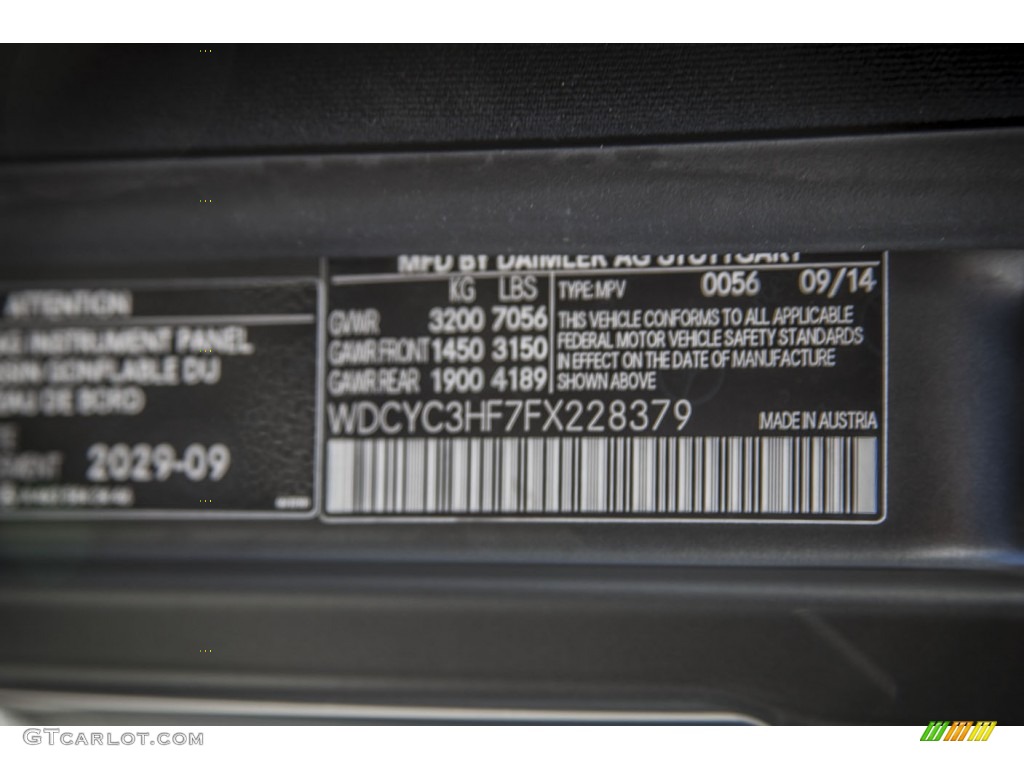 ATTENTION
INSTRUMENT PANEL
GONFLABLE DU
DE BORD
2029-09
MFD BY DAIMLER AG STUTTGART
KG LBS
GVWR 3200 7056
GAWR FRONT 1450 3150
GAWR REAR 1900 4189
TYPE: MPV 0056 09/14
THIS VEHICLE CONFORMS TO ALL APPLICABLE
FEDERAL MOTOR VEHICLE SAFETY STANDARDS
IN EFFECT ON THE DATE OF MANUFACTURE
SHOWN ABOVE
WDCYC3HF7FX228379
MADE IN AUSTRIA
GTCARLOT.COM